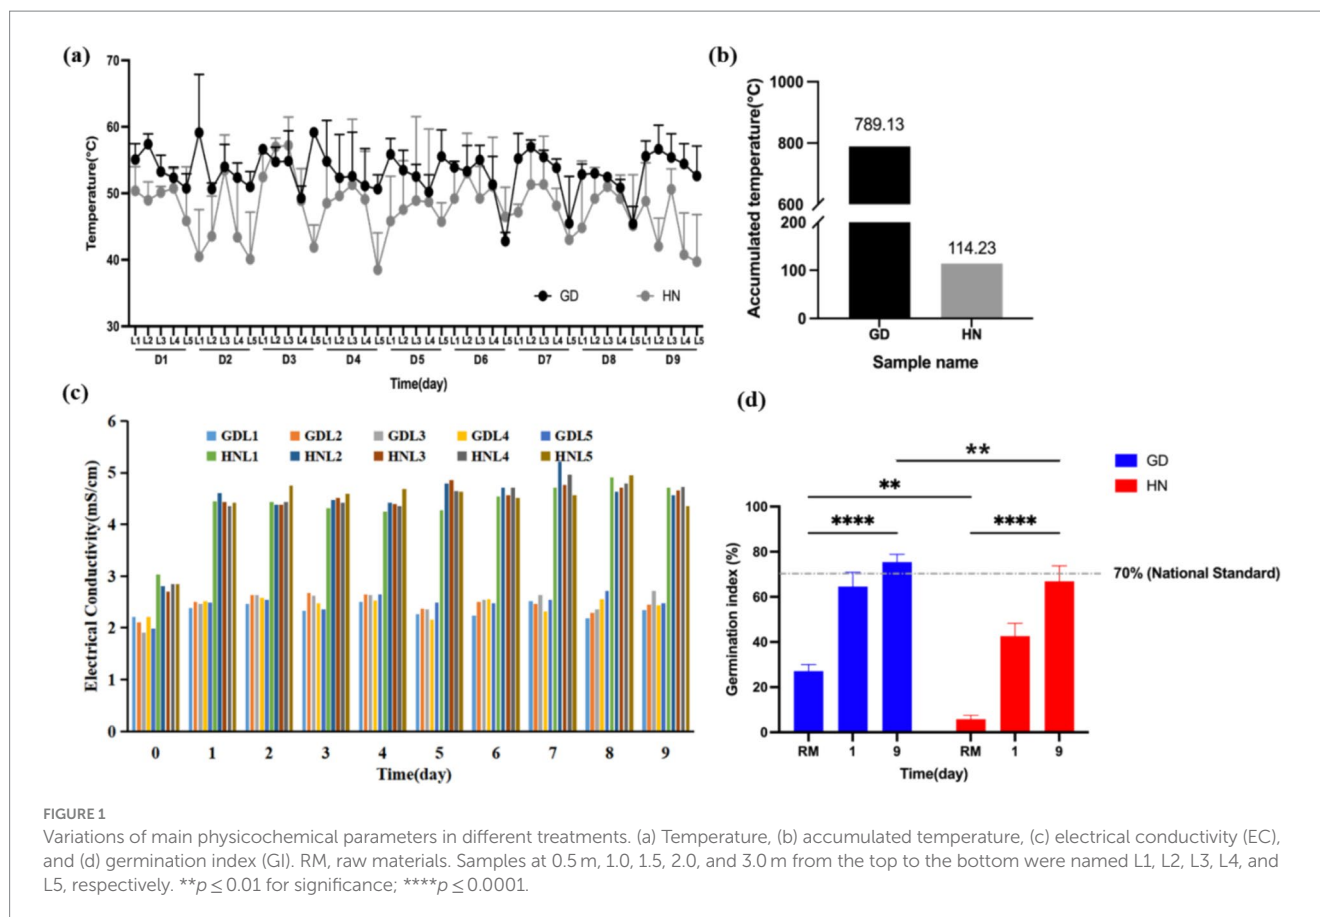 (a)
70
60
50
40
30
Temperature(°C)
GD
HN
L1 L2 L3 L4 L5 L1 L2 L3 L4 L5 L1 L2 L3 L4 L5 L1 L2 L3 L4 L5 L1 L2 L3 L4 L5 L1 L2 L3 L4 L5 L1 L2 L3 L4 L5 L1 L2 L3 L4 L5 L1 L2 L3 L4 L5
D1 D2 D3 D4 D5 D6 D7 D8 D9
Time(day)
(b)
1000
800
600
200
100
0
Accumulated temperature(°C)
789.13
114.23
GD HN
Sample name
(c)
6
5
4
3
2
1
0
Electrical Conductivity(mS/cm)
GDL1 GDL2 GDL3 GDL4 GDL5
HNL1 HNL2 HNL3 HNL4 HNL5
0 1 2 3 4 5 6 7 8 9
Time(day)
(d)
GD
HN
**
**
**** ****
100
80
60
40
20
0
Germination index (%)
70% (National Standard)
RM 1 9 RM 1 9
Time(day)
FIGURE 1
Variations of main physicochemical parameters in different treatments. (a) Temperature, (b) accumulated temperature, (c) electrical conductivity (EC),
and (d) germination index (GI). RM, raw materials. Samples at 0.5 m, 1.0, 1.5, 2.0, and 3.0 m from the top to the bottom were named L1, L2, L3, L4, and
L5, respectively. **p ≤ 0.01 for significance; ****p ≤ 0.0001.